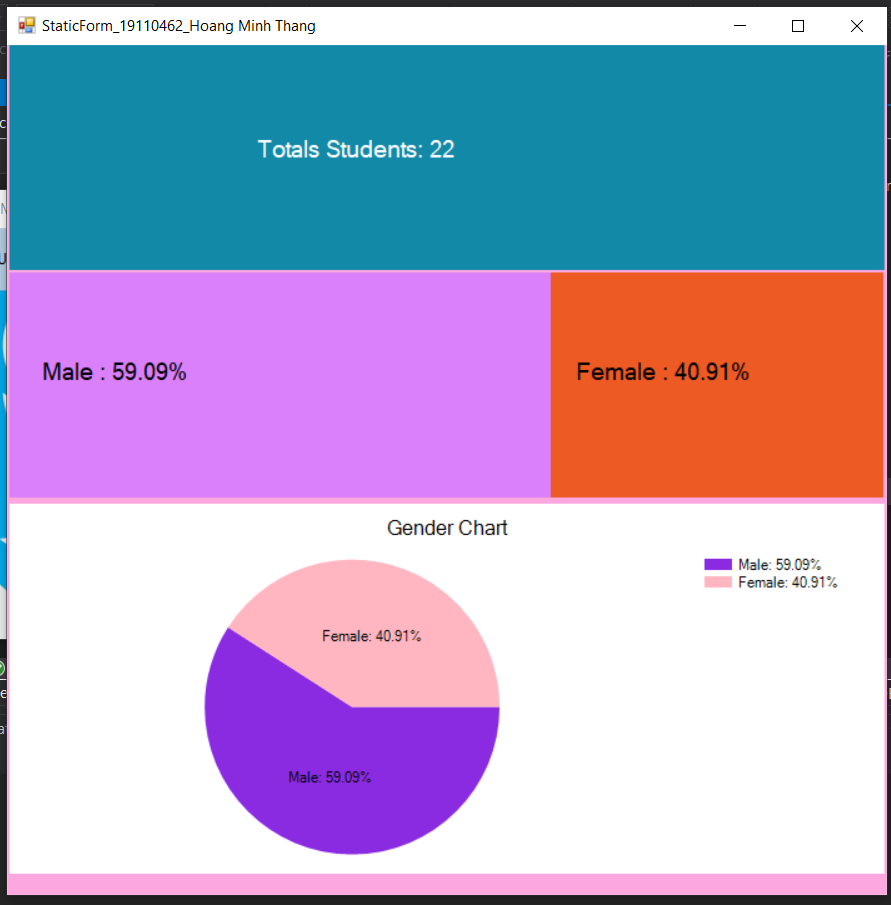 StaticForm_19110462_Hoang Minh Thang
Totals Students: 22
Male : 59.09%
Female : 40.91%
Gender Chart
Male: 59.09%
Female: 40.91%
Female: 40.91%
Male: 59.09%